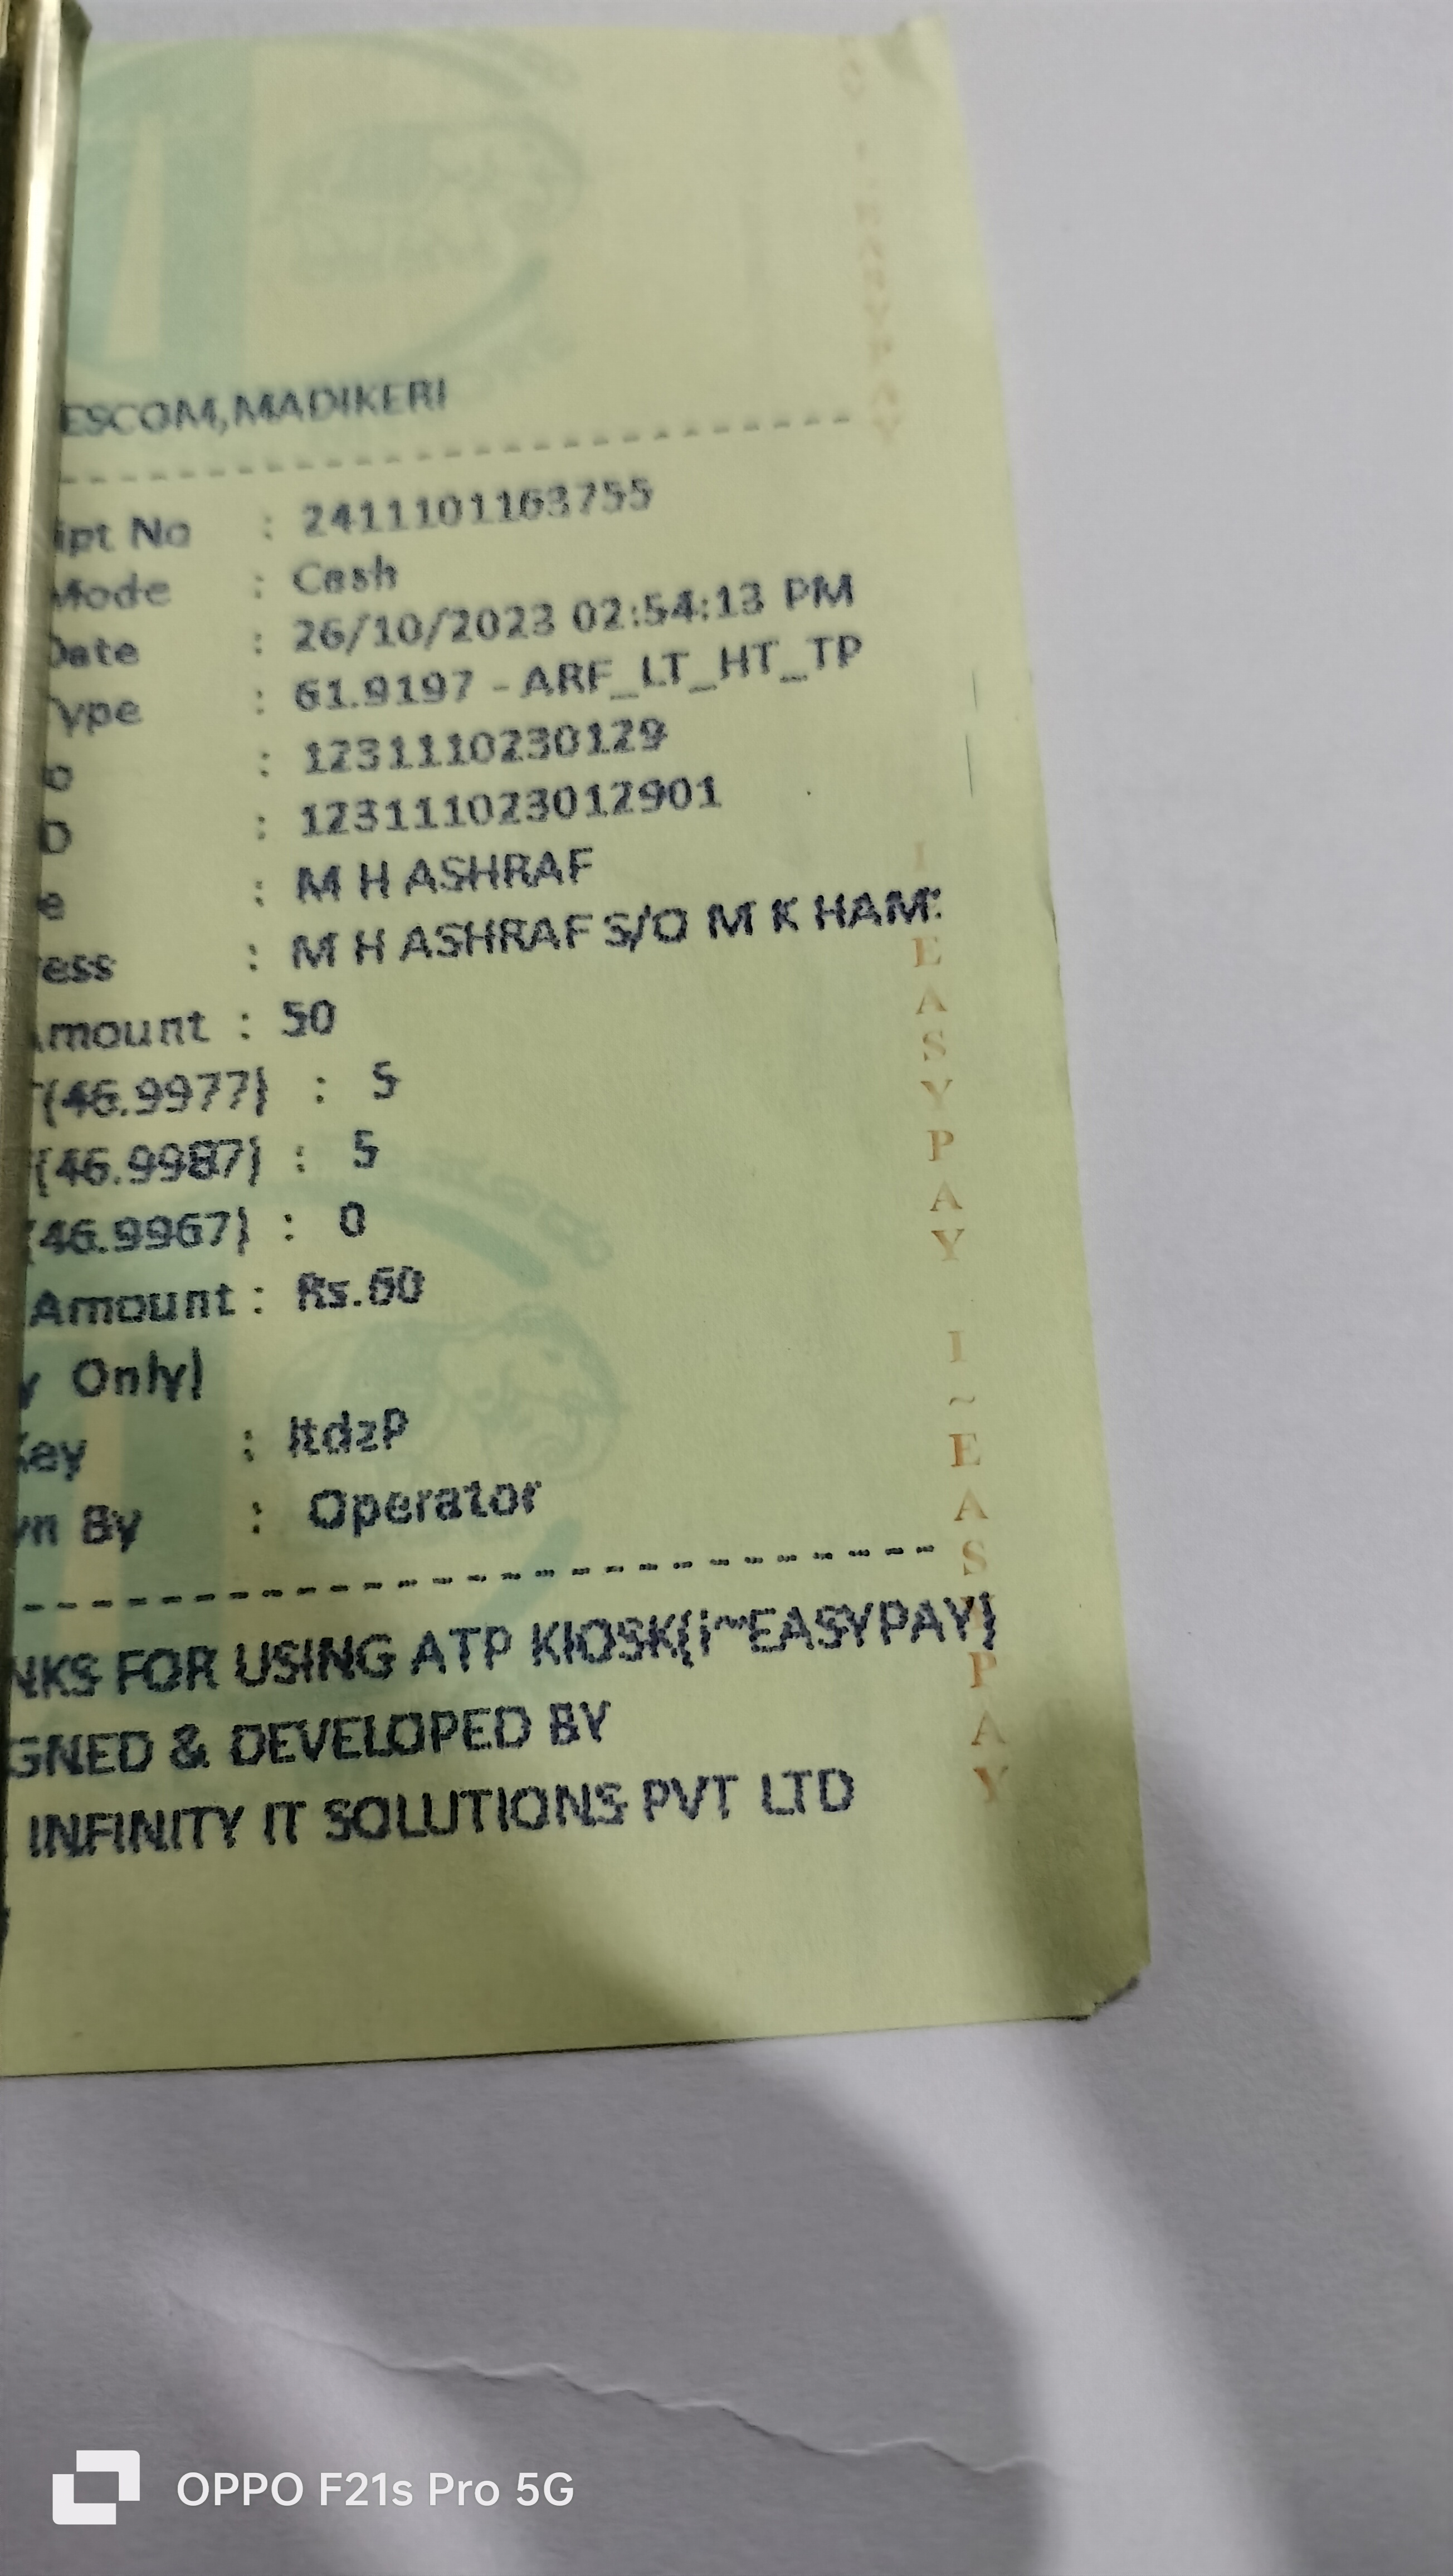 ESCOM,MADIKERI
ipt No : 2411101163755
Mode : Cash
Date : 26/10/2023 02:54:13 PM
Type : 61.9197 - ARF_LT_HT_TP
o : 1231110230129
D : 123111023012901
e : M H ASHRAF
ress : M H ASHRAF S/O M K HAM:
Amount : 50
(46.9977) : 5
(46.9987) : 5
(46.9967) : 0
Amount : Rs.60
y Only)
Key : ltdzP
vn By : Operator
NKS FOR USING ATP KIOSK(i~EASYPAY)
GNED & DEVELOPED BY
INFINITY IT SOLUTIONS PVT LTD
I EASYPAY
I~EASYPAY
OPPO F21s Pro 5G